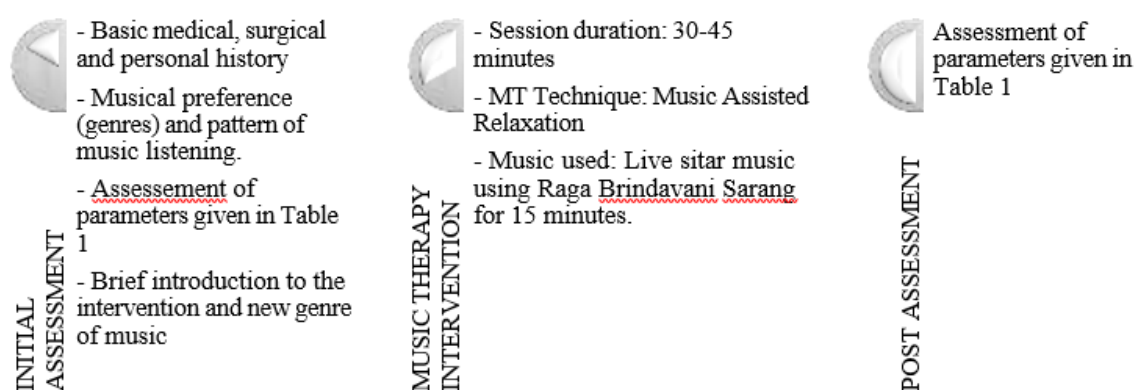 INITIAL
ASSESSMENT
- Basic medical, surgical
and personal history
- Musical preference
(genres) and pattern of
music listening.
- Assessement of
parameters given in Table
1
- Brief introduction to the
intervention and new genre
of music
MUSIC THERAPY
INTERVENTION
- Session duration: 30-45
minutes
- MT Technique: Music Assisted
Relaxation
- Music used: Live sitar music
using Raga Brindavani Sarang
for 15 minutes.
POST ASSESSMENT
Assessment of
parameters given in
Table 1